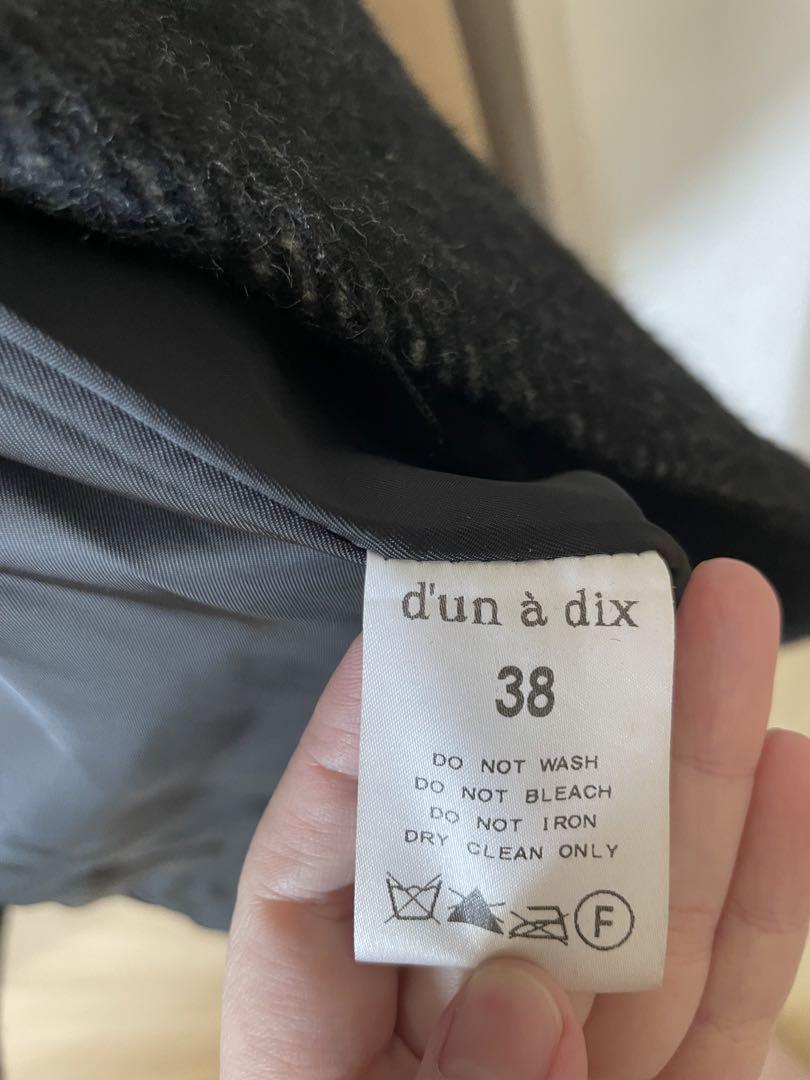 d'un à dix
38
DO NOT WASH
DO NOT BLEACH
DO NOT IRON
DRY CLEAN ONLY
F